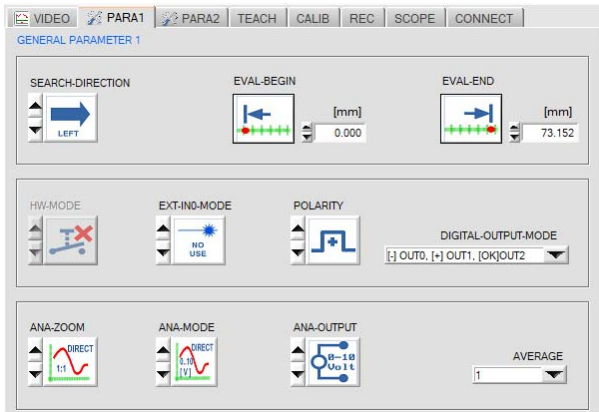 VIDEO PARA1 PARA2 TEACH CALIB REC SCOPE CONNECT
GENERAL PARAMETER 1
SEARCH-DIRECTION EVAL-BEGIN EVAL-END
LEFT
[mm] [mm]
0.000 73.152
HW-MODE EXT-IN0-MODE POLARITY
NO
USE
DIGITAL-OUTPUT-MODE
[-] OUT0, [+] OUT1, [OK]OUT2
ANA-ZOOM ANA-MODE ANA-OUTPUT
DIRECT DIRECT
1:1 0..10 0-10
[V] Volt
AVERAGE
1